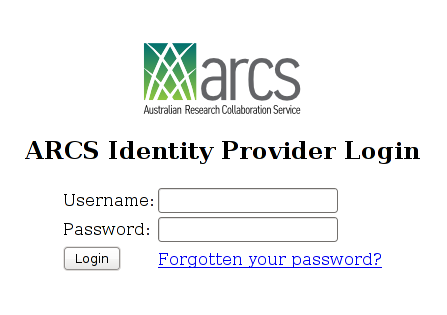 arcs
Australian Research Collaboration Service
ARCS Identity Provider Login
Username:
Password:
Login Forgotten your password?